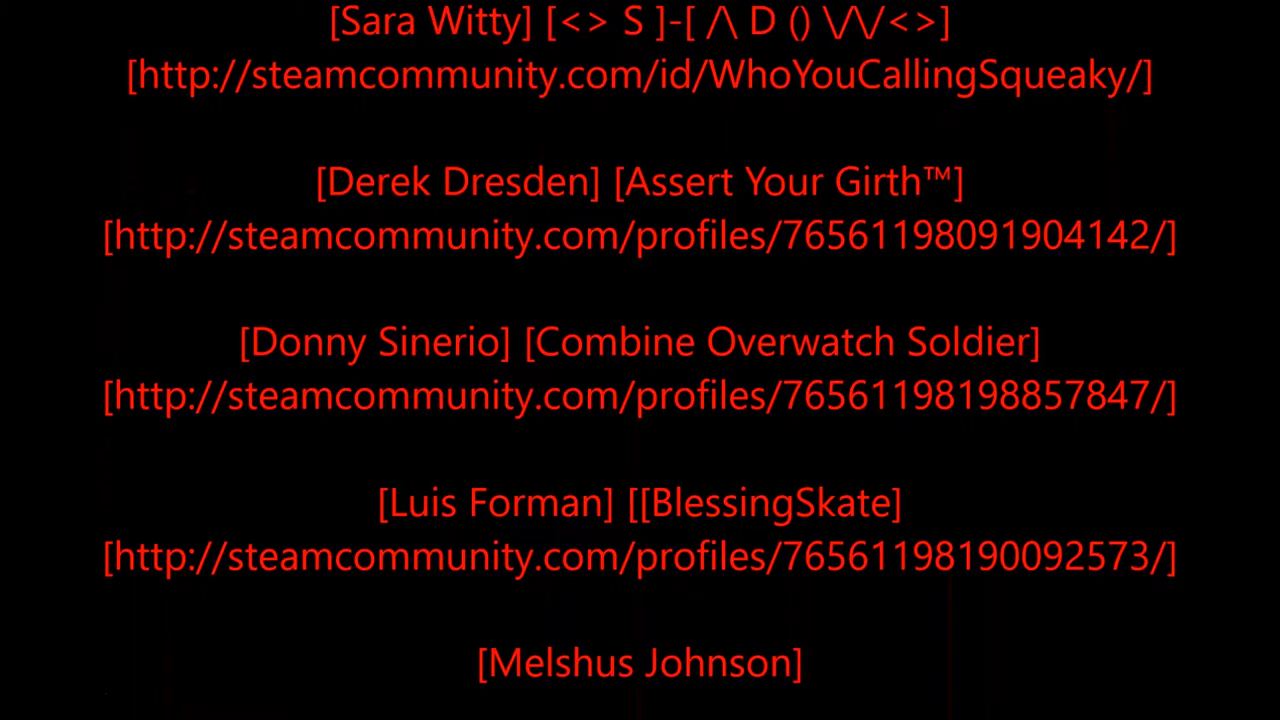 [Sara Witty] [<> S ]-[ /\ D () \/\/<>]
[http://steamcommunity.com/id/WhoYouCallingSqueaky/]
[Derek Dresden] [Assert Your Girth™]
[http://steamcommunity.com/profiles/76561198091904142/]
[Donny Sinerio] [Combine Overwatch Soldier]
[http://steamcommunity.com/profiles/76561198198857847/]
[Luis Forman] [[BlessingSkate]
[http://steamcommunity.com/profiles/76561198190092573/]
[Melshus Johnson]